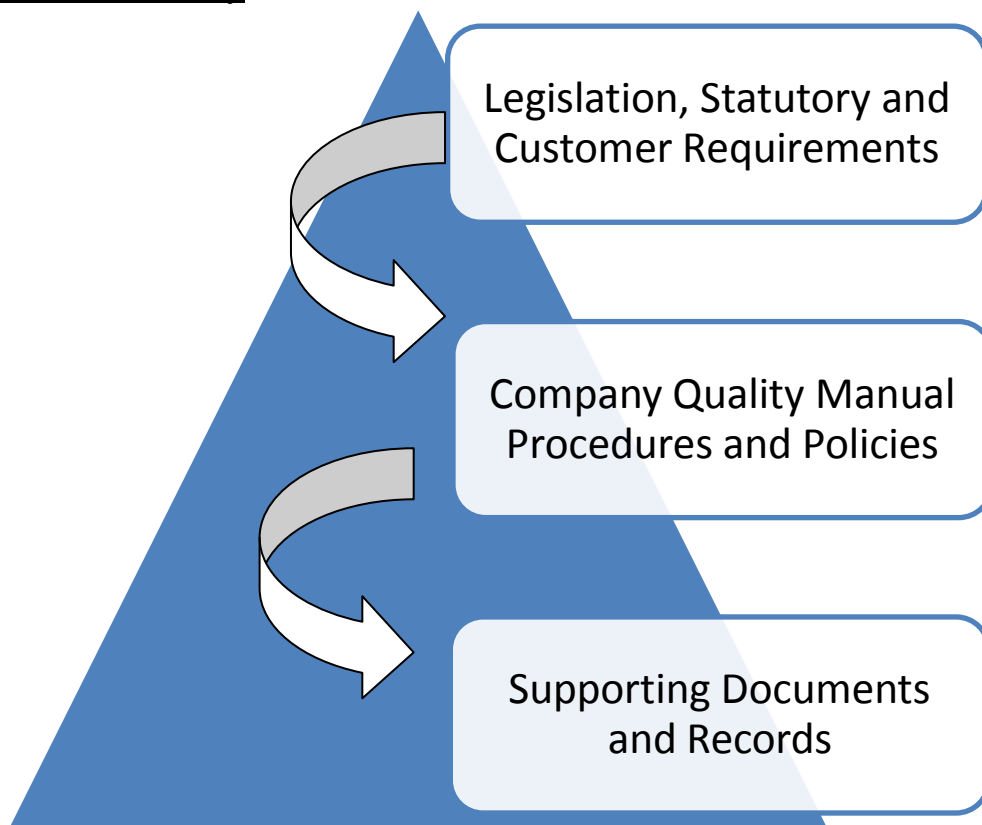 Legislation, Statutory and
Customer Requirements
Company Quality Manual
Procedures and Policies
Supporting Documents
and Records